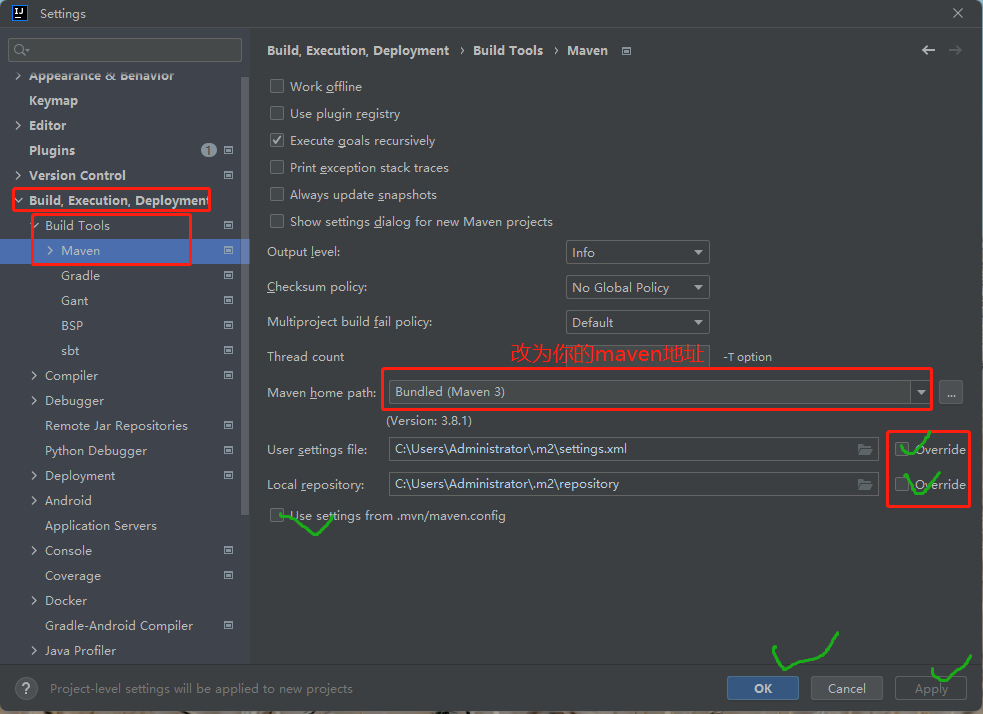 Settings
Appearance & Behavior
Keymap
Editor
Plugins 1
Version Control
Build, Execution, Deployment
Build Tools
Maven
Gradle
Gant
BSP
sbt
Compiler
Debugger
Remote Jar Repositories
Python Debugger
Deployment
Android
Application Servers
Console
Coverage
Docker
Gradle-Android Compiler
Java Profiler
Build, Execution, Deployment › Build Tools › Maven
Work offline
Use plugin registry
Execute goals recursively
Print exception stack traces
Always update snapshots
Show settings dialog for new Maven projects
Output level: Info
Checksum policy: No Global Policy
Multiproject build fail policy: Default
Thread count -T option
改为你的maven地址
Maven home path: Bundled (Maven 3) ...
(Version: 3.8.1)
User settings file: C:\Users\Administrator\.m2\settings.xml Override
Local repository: C:\Users\Administrator\.m2\repository Override
Use settings from .mvn/maven.config
? Project-level settings will be applied to new projects
OK Cancel Apply